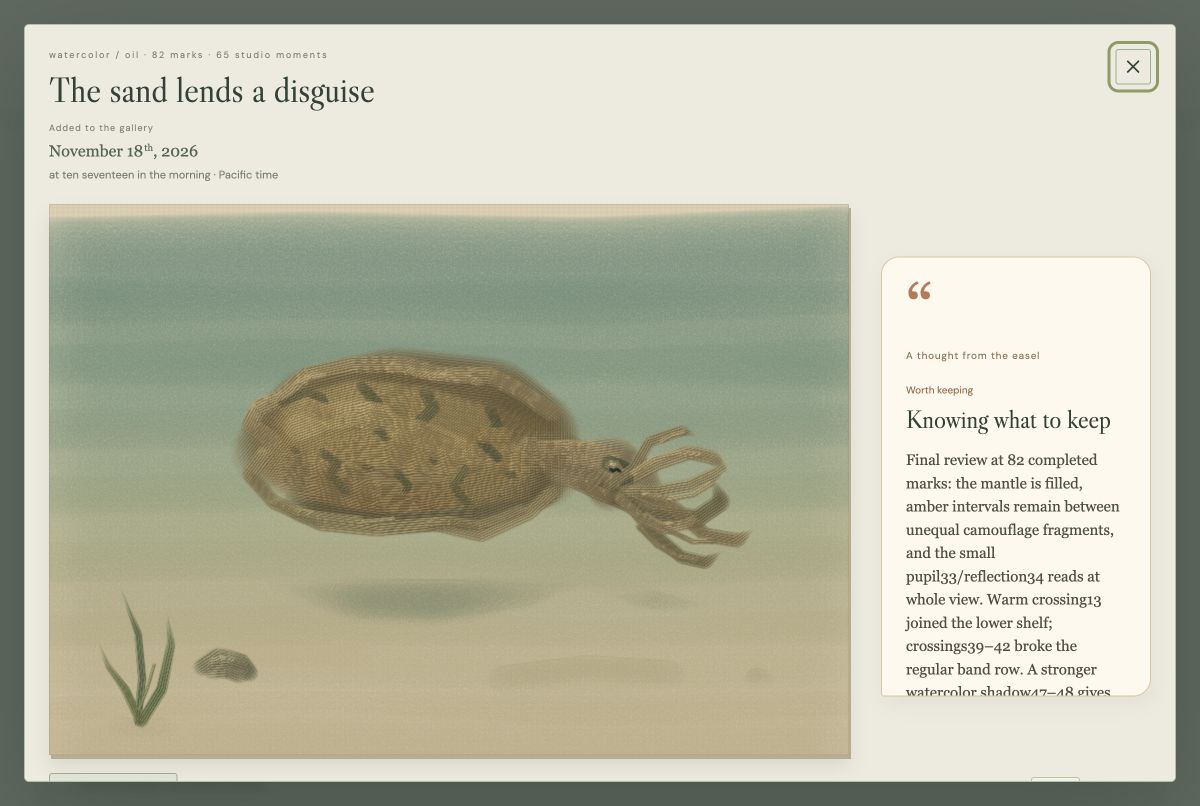 watercolor / oil · 82 marks · 65 studio moments
The sand lends a disguise
Added to the gallery
November 18th, 2026
at ten seventeen in the morning · Pacific time
“
A thought from the easel
Worth keeping
Knowing what to keep
Final review at 82 completed
marks: the mantle is filled,
amber intervals remain between
unequal camouflage fragments,
and the small
pupil33/reflection34 reads at
whole view. Warm crossing13
joined the lower shelf;
crossings39–42 broke the
regular band row. A stronger
watercolor shadow47–48 gives